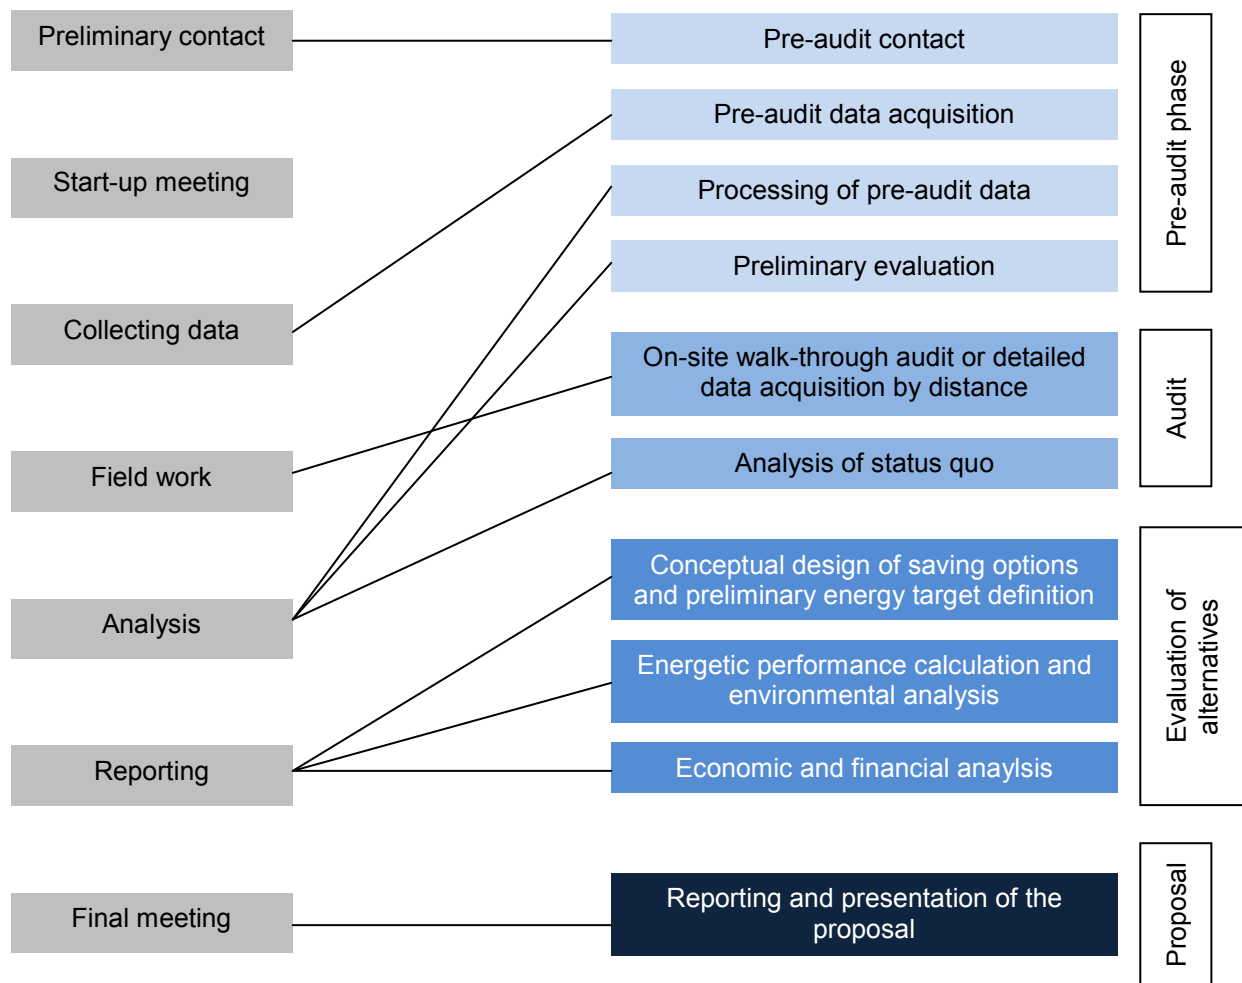 Preliminary contact
Start-up meeting
Collecting data
Field work
Analysis
Reporting
Final meeting
Pre-audit contact
Pre-audit data acquisition
Processing of pre-audit data
Preliminary evaluation
On-site walk-through audit or detailed
data acquisition by distance
Analysis of status quo
Conceptual design of saving options
and preliminary energy target definition
Energetic performance calculation and
environmental analysis
Economic and financial anaylsis
Reporting and presentation of the
proposal
Pre-audit phase
Audit
Evaluation of
alternatives
Proposal